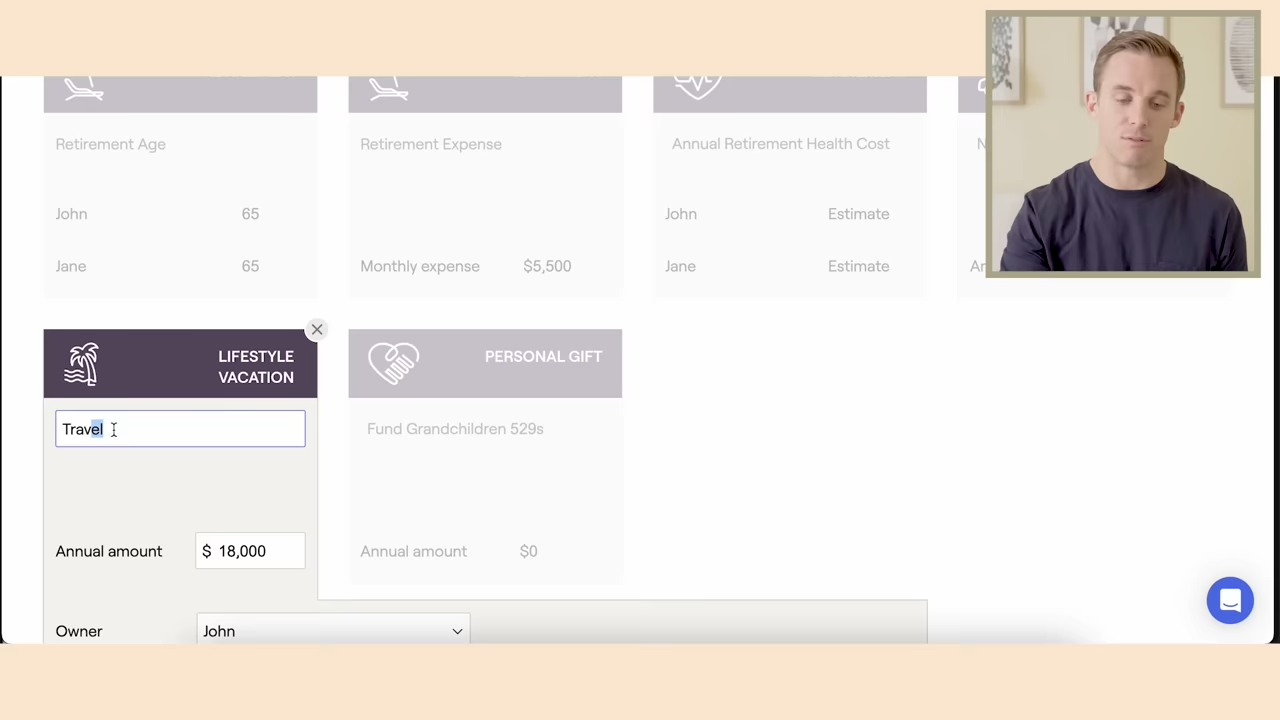 Retirement Age
Retirement Expense
Annual Retirement Health Cost
John 65
John Estimate
Jane 65
Monthly expense $5,500
Jane Estimate
LIFESTYLE
VACATION
PERSONAL GIFT
Travel
Fund Grandchildren 529s
Annual amount $ 18,000
Annual amount $0
Owner John